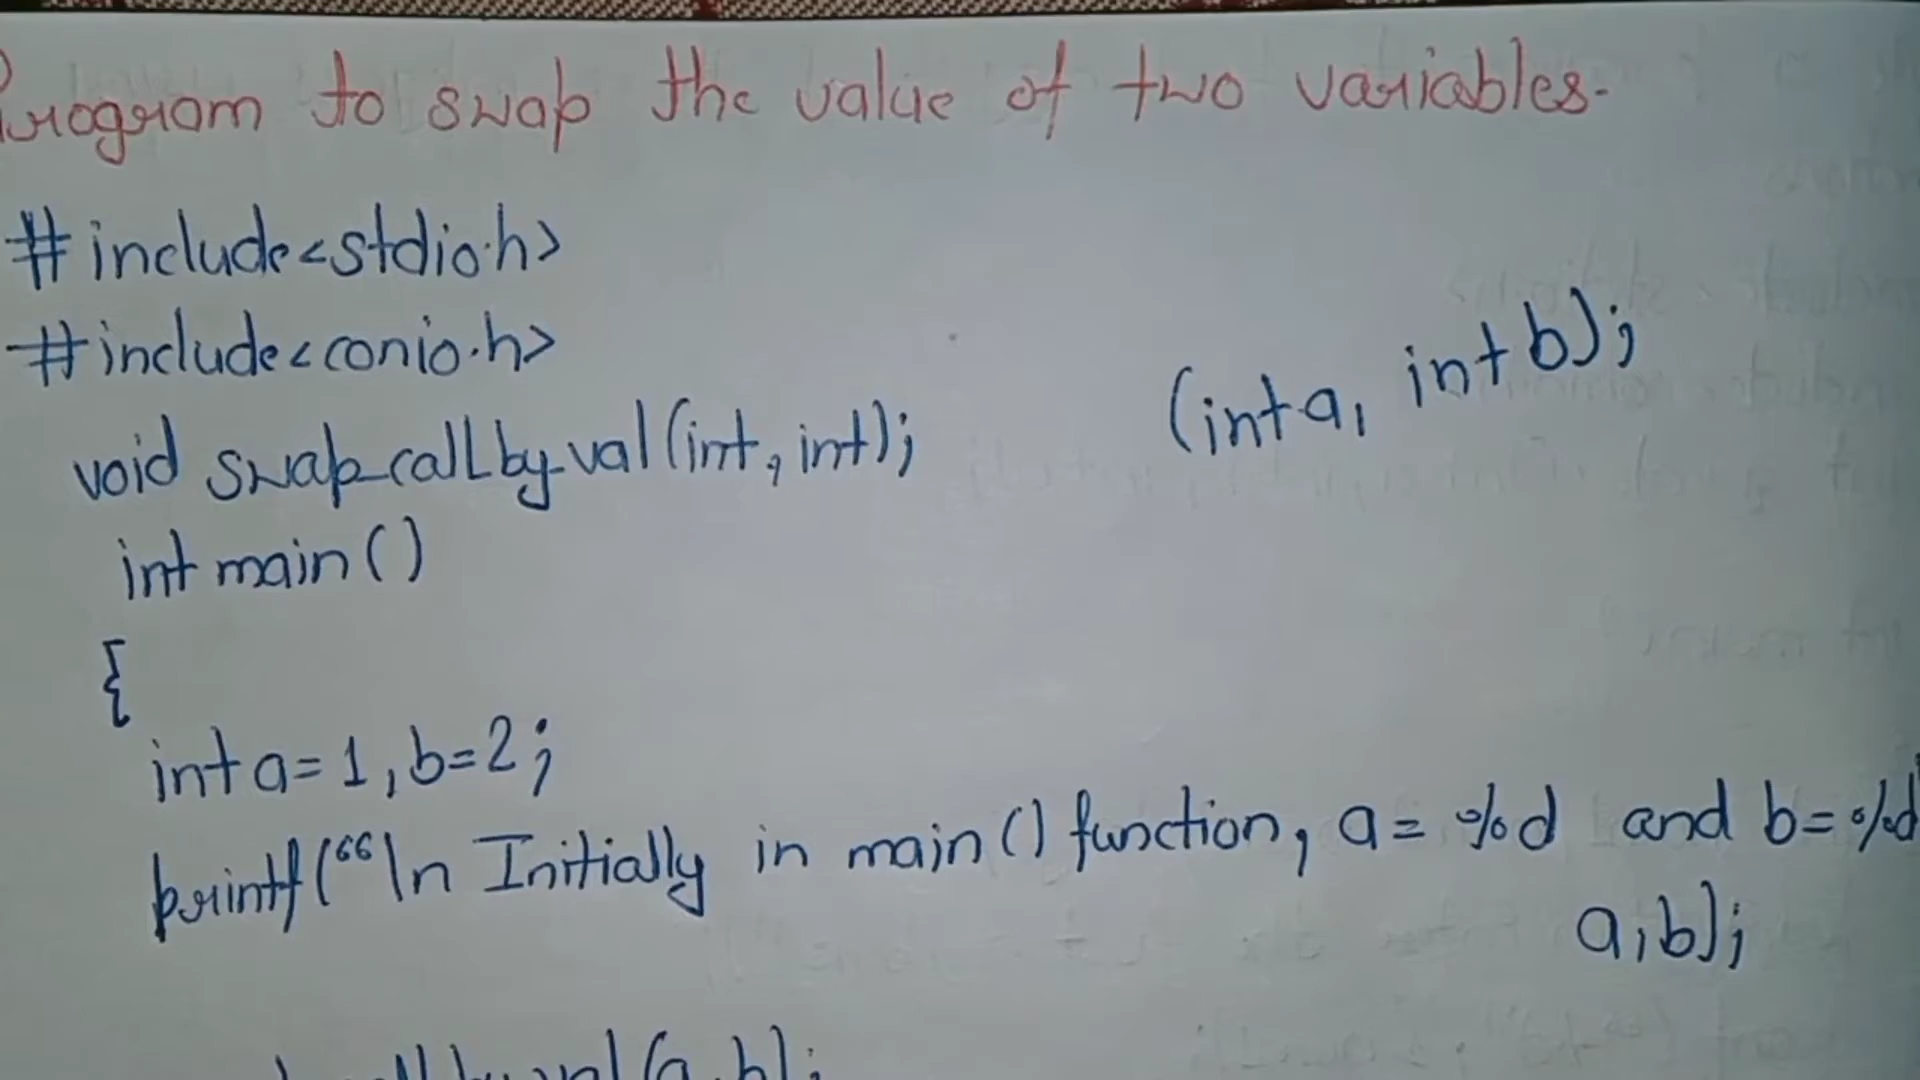 Program to swap the value of two variables.
#include<stdio.h>
#include<conio.h>
void swap_call_by_val(int, int);
(int a, int b);
int main()
{
int a=1, b=2;
printf("\n Initially in main() function, a = %d and b=%d
a,b);
call_by_val(a,b);